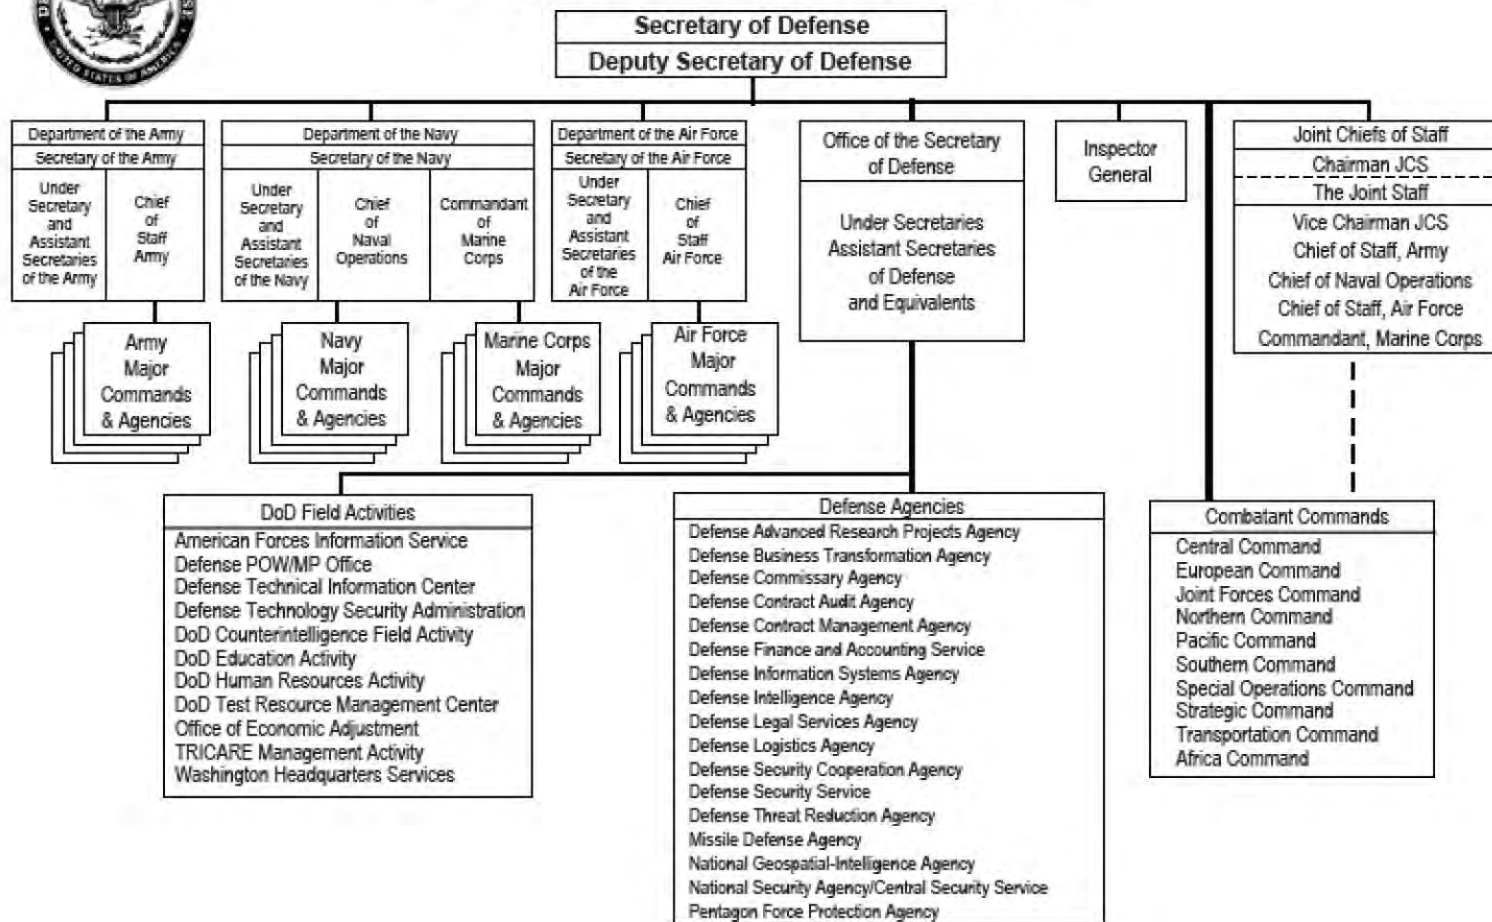 UNITED STATES OF AMERICA
Secretary of Defense
Deputy Secretary of Defense
Department of the Army
Secretary of the Army
Under
Secretary
and
Assistant
Secretaries
of the Army
Chief
of
Staff
Army
Department of the Navy
Secretary of the Navy
Under
Secretary
and
Assistant
Secretaries
of the Navy
Chief
of
Naval
Operations
Commandant
of
Marine
Corps
Department of the Air Force
Secretary of the Air Force
Under
Secretary
and
Assistant
Secretaries
of the
Air Force
Chief
of
Staff
Air Force
Office of the Secretary
of Defense
Under Secretaries
Assistant Secretaries
of Defense
and Equivalents
Inspector
General
Joint Chiefs of Staff
Chairman JCS
The Joint Staff
Vice Chairman JCS
Chief of Staff, Army
Chief of Naval Operations
Chief of Staff, Air Force
Commandant, Marine Corps
Army
Major
Commands
& Agencies
Navy
Major
Commands
& Agencies
Marine Corps
Major
Commands
& Agencies
Air Force
Major
Commands
& Agencies
DoD Field Activities
American Forces Information Service
Defense POW/MP Office
Defense Technical Information Center
Defense Technology Security Administration
DoD Counterintelligence Field Activity
DoD Education Activity
DoD Human Resources Activity
DoD Test Resource Management Center
Office of Economic Adjustment
TRICARE Management Activity
Washington Headquarters Services
Defense Agencies
Defense Advanced Research Projects Agency
Defense Business Transformation Agency
Defense Commissary Agency
Defense Contract Audit Agency
Defense Contract Management Agency
Defense Finance and Accounting Service
Defense Information Systems Agency
Defense Intelligence Agency
Defense Legal Services Agency
Defense Logistics Agency
Defense Security Cooperation Agency
Defense Security Service
Defense Threat Reduction Agency
Missile Defense Agency
National Geospatial-Intelligence Agency
National Security Agency/Central Security Service
Pentagon Force Protection Agency
Combatant Commands
Central Command
European Command
Joint Forces Command
Northern Command
Pacific Command
Southern Command
Special Operations Command
Strategic Command
Transportation Command
Africa Command